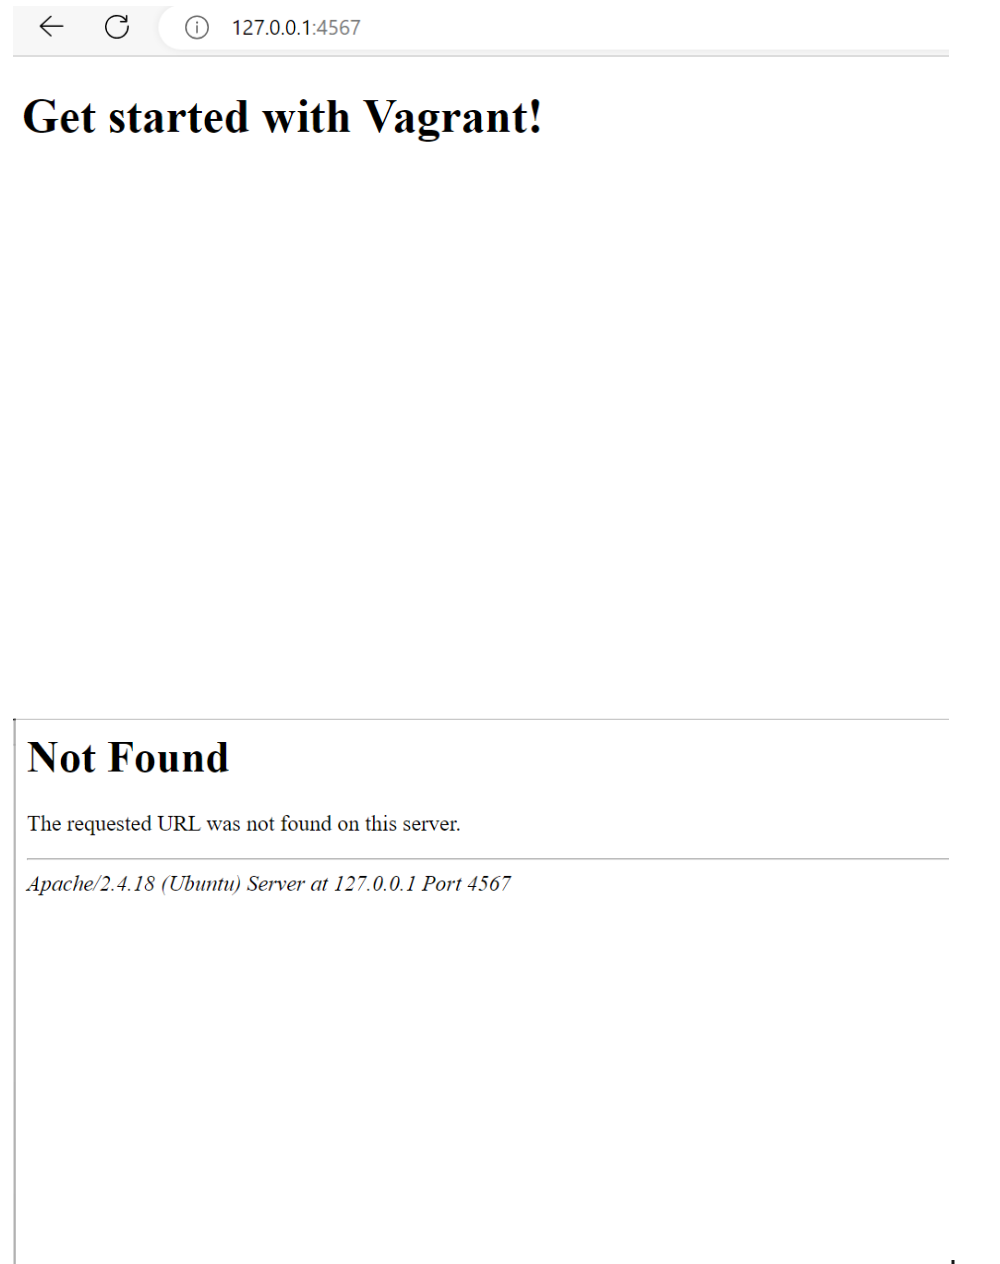 127.0.0.1:4567
Get started with Vagrant!
Not Found
The requested URL was not found on this server.
Apache/2.4.18 (Ubuntu) Server at 127.0.0.1 Port 4567